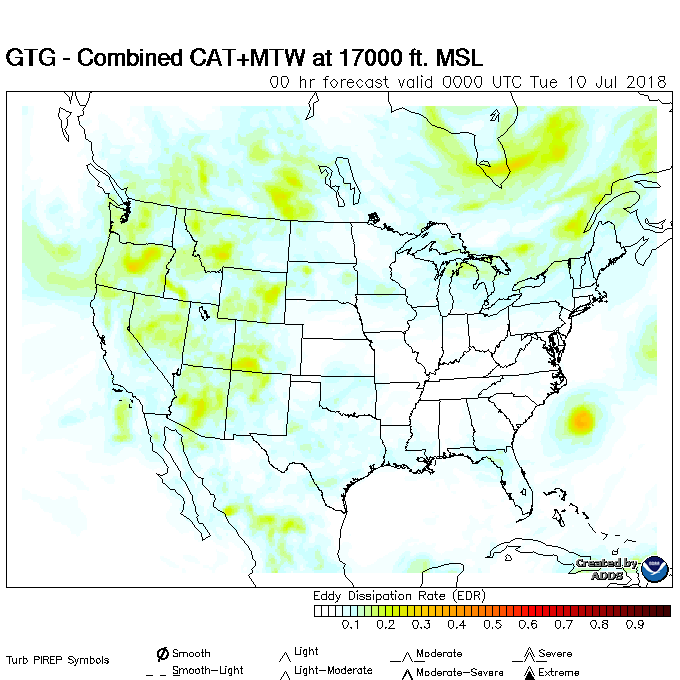 GTG - Combined CAT+MTW at 17000 ft. MSL
00 hr forecast valid 0000 UTC Tue 10 Jul 2018
Created by
ADDS
Eddy Dissipation Rate (EDR)
0.1 0.2 0.3 0.4 0.5 0.6 0.7 0.8 0.9
Turb PIREP Symbols
Smooth Light Moderate Severe
Smooth-Light Light-Moderate Moderate-Severe Extreme